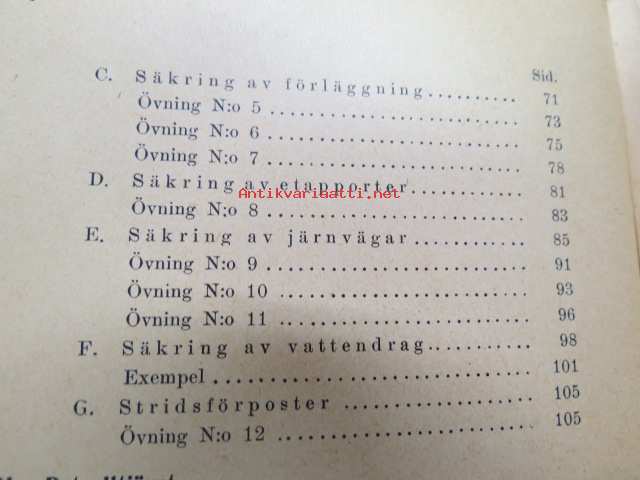 Sid.
C. Säkring av förläggning.......... 71
Övning N:o 5 .......................... 73
Övning N:o 6 .......................... 75
Övning N:o 7 .......................... 78
D. Säkring av etapporter............ 81
Antikvariaatti.net
Övning N:o 8 .......................... 83
E. Säkring av järnvägar ............ 85
Övning N:o 9 .......................... 91
Övning N:o 10 ......................... 93
Övning N:o 11 ......................... 96
F. Säkring av vattendrag........... 98
Exempel ............................... 101
G. Stridsförposter ................... 105
Övning N:o 12 ........................ 105